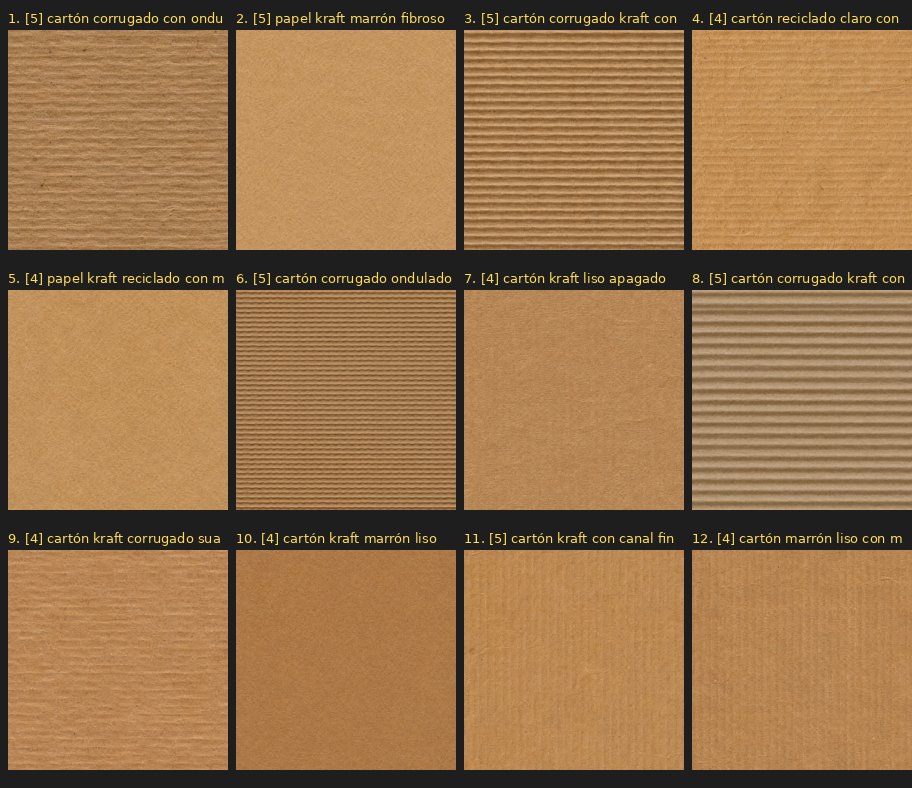 1. [5] cartón corrugado con ondu
2. [5] papel kraft marrón fibroso
3. [5] cartón corrugado kraft con
4. [4] cartón reciclado claro con
5. [4] papel kraft reciclado con m
6. [5] cartón corrugado ondulado
7. [4] cartón kraft liso apagado
8. [5] cartón corrugado kraft con
9. [4] cartón kraft corrugado sua
10. [4] cartón kraft marrón liso
11. [5] cartón kraft con canal fin
12. [4] cartón marrón liso con m